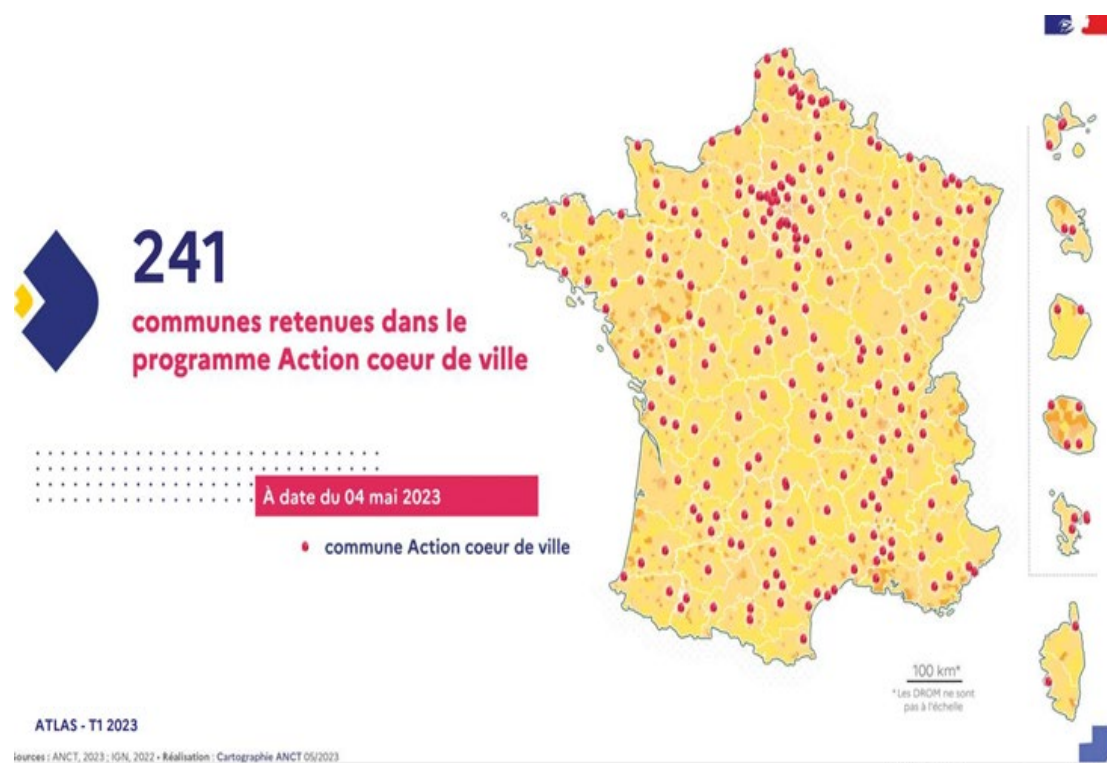 241
communes retenues dans le
programme Action coeur de ville
À date du 04 mai 2023
commune Action coeur de ville
100 km*
* Les DROM ne sont
pas à l'échelle
ATLAS - T1 2023
ources : ANCT, 2023 ; IGN, 2022 • Réalisation : Cartographie ANCT 05/2023